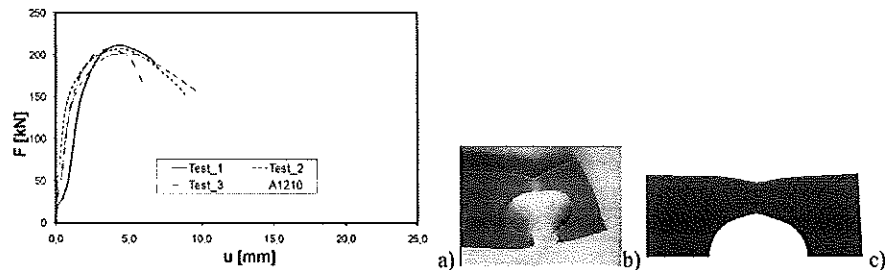 250
200
150
100
50
0
F [kN]
Test_1 Test_2
Test_3 A1210
0,0 5,0 10,0 15,0 20,0 25,0
u [mm]
a) b) c)